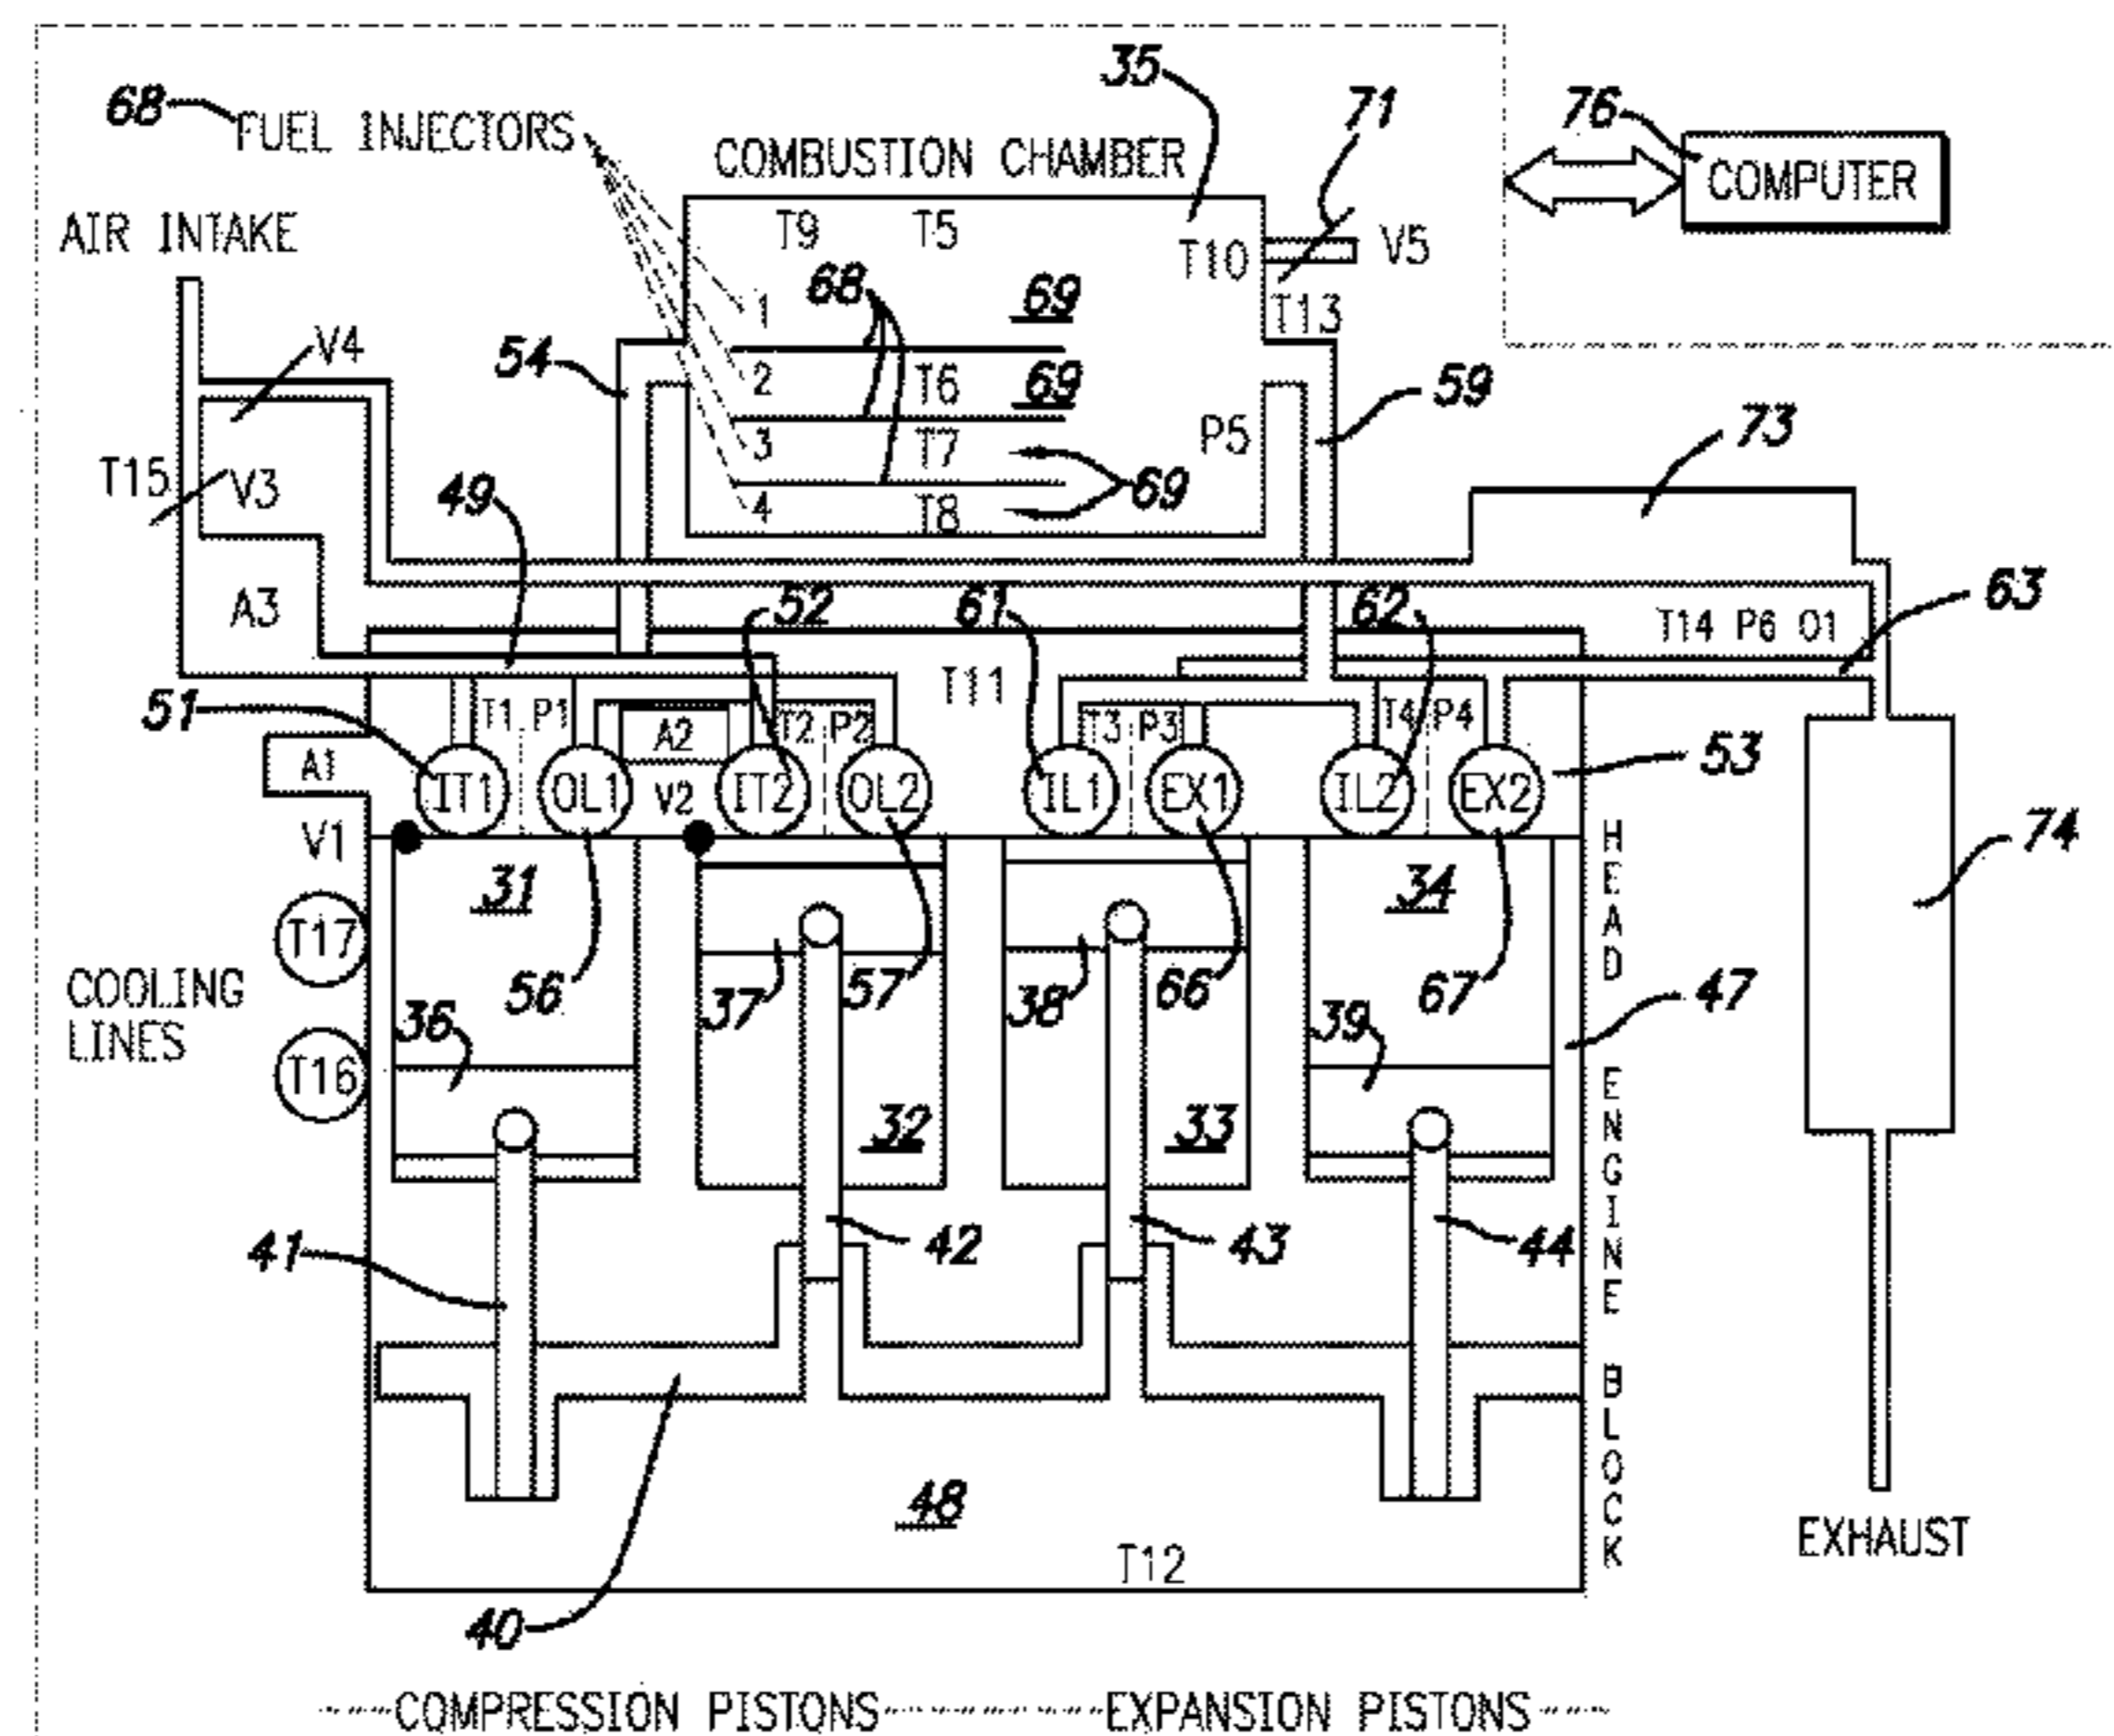 35
71
76
68 FUEL INJECTORS
COMBUSTION CHAMBER
COMPUTER
AIR INTAKE
T9 T5
T10
V5
68
69
1
T13
V4
54
2
T6
69
59
3
T7
P5
73
T15
V3
49
4
T8
69
A3
52
61
62
63
T14 P6 O1
51
T11
T1 P1
A2
T2 P2
T3 P3
T4 P4
A1
IT1
OL1
V2
IT2
OL2
IL1
EX1
IL2
EX2
53
V1
31
34
74
T17
COOLING
LINES
36
56
37
57
38
66
39
67
47
T16
32
33
HEAD ENGINE BLOCK
41
42
43
44
48
T12
EXHAUST
40
COMPRESSION PISTONS
EXPANSION PISTONS